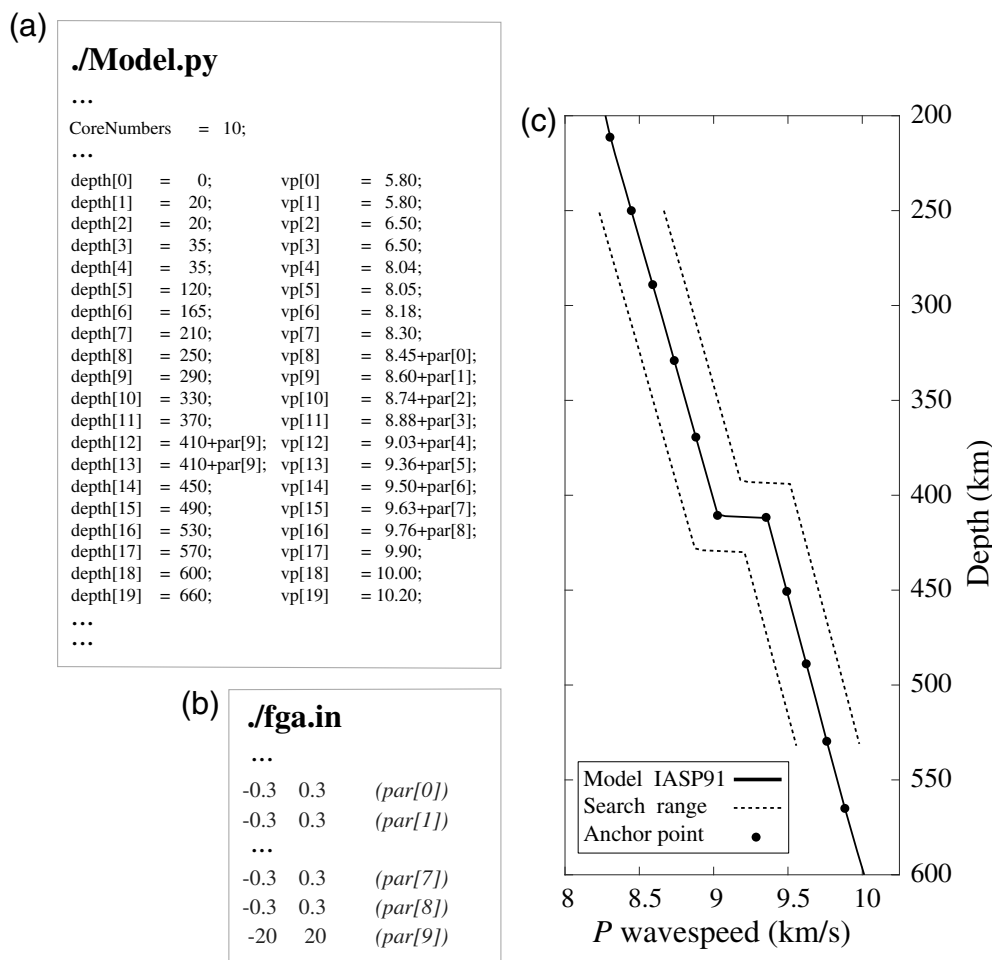 (a)
./Model.py
...
CoreNumbers = 10;
...
depth[0] = 0; vp[0] = 5.80;
depth[1] = 20; vp[1] = 5.80;
depth[2] = 20; vp[2] = 6.50;
depth[3] = 35; vp[3] = 6.50;
depth[4] = 35; vp[4] = 8.04;
depth[5] = 120; vp[5] = 8.05;
depth[6] = 165; vp[6] = 8.18;
depth[7] = 210; vp[7] = 8.30;
depth[8] = 250; vp[8] = 8.45+par[0];
depth[9] = 290; vp[9] = 8.60+par[1];
depth[10] = 330; vp[10] = 8.74+par[2];
depth[11] = 370; vp[11] = 8.88+par[3];
depth[12] = 410+par[9]; vp[12] = 9.03+par[4];
depth[13] = 410+par[9]; vp[13] = 9.36+par[5];
depth[14] = 450; vp[14] = 9.50+par[6];
depth[15] = 490; vp[15] = 9.63+par[7];
depth[16] = 530; vp[16] = 9.76+par[8];
depth[17] = 570; vp[17] = 9.90;
depth[18] = 600; vp[18] = 10.00;
depth[19] = 660; vp[19] = 10.20;
...
...
(b)
./fga.in
...
-0.3 0.3 (par[0])
-0.3 0.3 (par[1])
...
-0.3 0.3 (par[7])
-0.3 0.3 (par[8])
-20 20 (par[9])
(c)
200
250
300
350
400
450
500
550
600
Depth (km)
Model IASP91
Search range
Anchor point
8 8.5 9 9.5 10
P wavespeed (km/s)